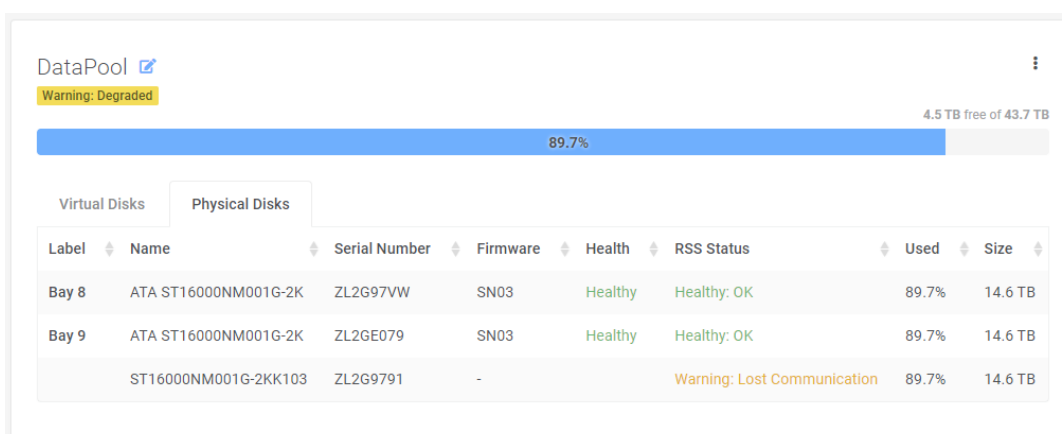 DataPool
Warning: Degraded
4.5 TB free of 43.7 TB
89.7%
Virtual Disks Physical Disks
Label Name Serial Number Firmware Health RSS Status Used Size
Bay 8 ATA ST16000NM001G-2K ZL2G97VW SN03 Healthy Healthy: OK 89.7% 14.6 TB
Bay 9 ATA ST16000NM001G-2K ZL2GE079 SN03 Healthy Healthy: OK 89.7% 14.6 TB
ST16000NM001G-2KK103 ZL2G9791 - Warning: Lost Communication 89.7% 14.6 TB